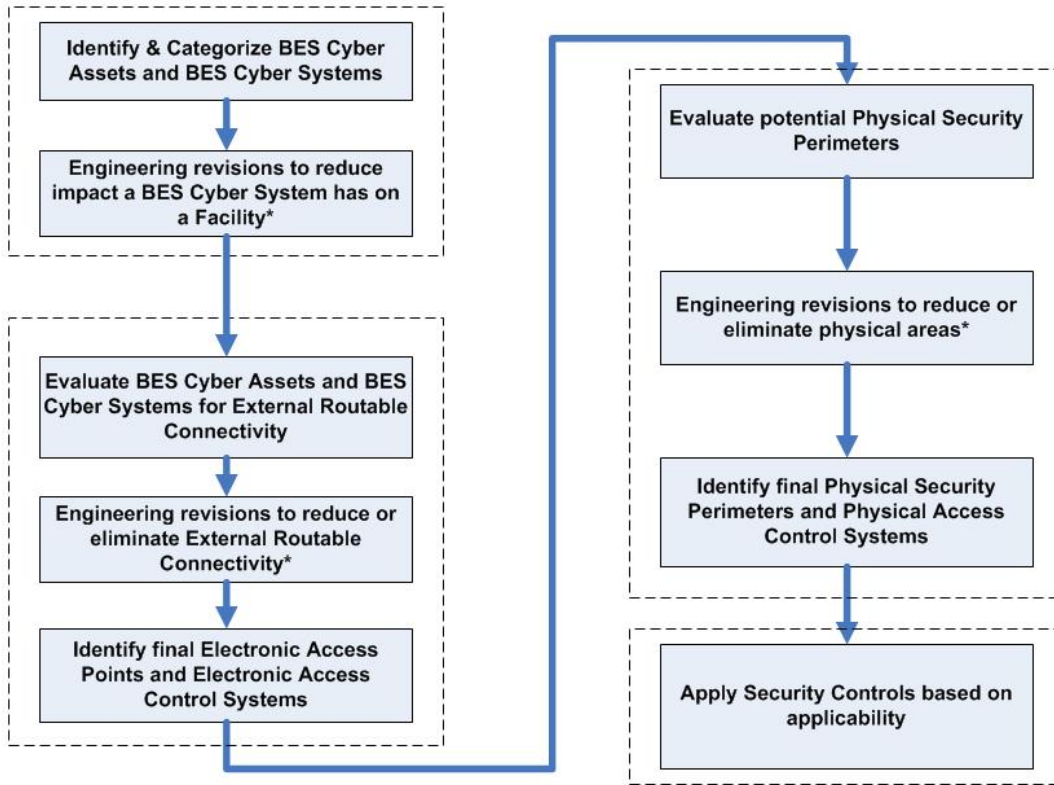 Identify & Categorize BES Cyber
Assets and BES Cyber Systems
Engineering revisions to reduce
impact a BES Cyber System has on
a Facility*
Evaluate BES Cyber Assets and BES
Cyber Systems for External Routable
Connectivity
Engineering revisions to reduce or
eliminate External Routable
Connectivity*
Identify final Electronic Access
Points and Electronic Access
Control Systems
Evaluate potential Physical Security
Perimeters
Engineering revisions to reduce or
eliminate physical areas*
Identify final Physical Security
Perimeters and Physical Access
Control Systems
Apply Security Controls based on
applicability